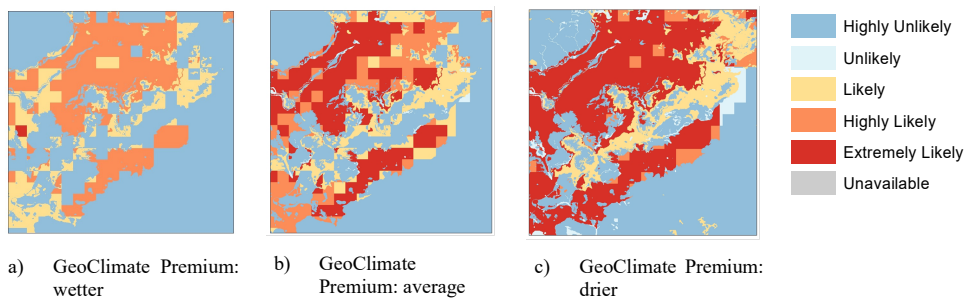 Highly Unlikely
Unlikely
Likely
Highly Likely
Extremely Likely
Unavailable
a) GeoClimate Premium:
wetter
b) GeoClimate
Premium: average
c) GeoClimate Premium:
drier